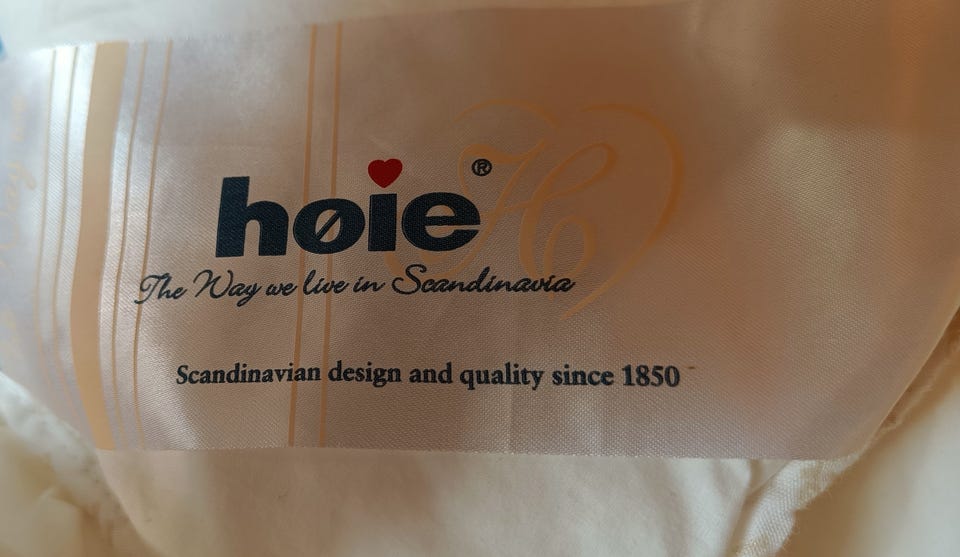 høie®
The Way we live in Scandinavia
Scandinavian design and quality since 1850